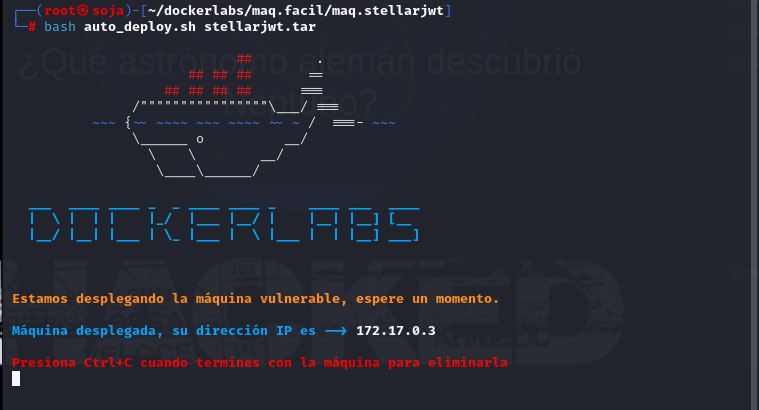 ┌──(root㉿soja)-[~/dockerlabs/maq.facil/maq.stellarjwt]
└─# bash auto_deploy.sh stellarjwt.tar
¿Qué astrónomo alemán descubrió
Neptuno?
DOCKERLABS
HACKED
Estamos desplegando la máquina vulnerable, espere un momento.
Máquina desplegada, su dirección IP es --> 172.17.0.3
Presiona Ctrl+C cuando termines con la máquina para eliminarla